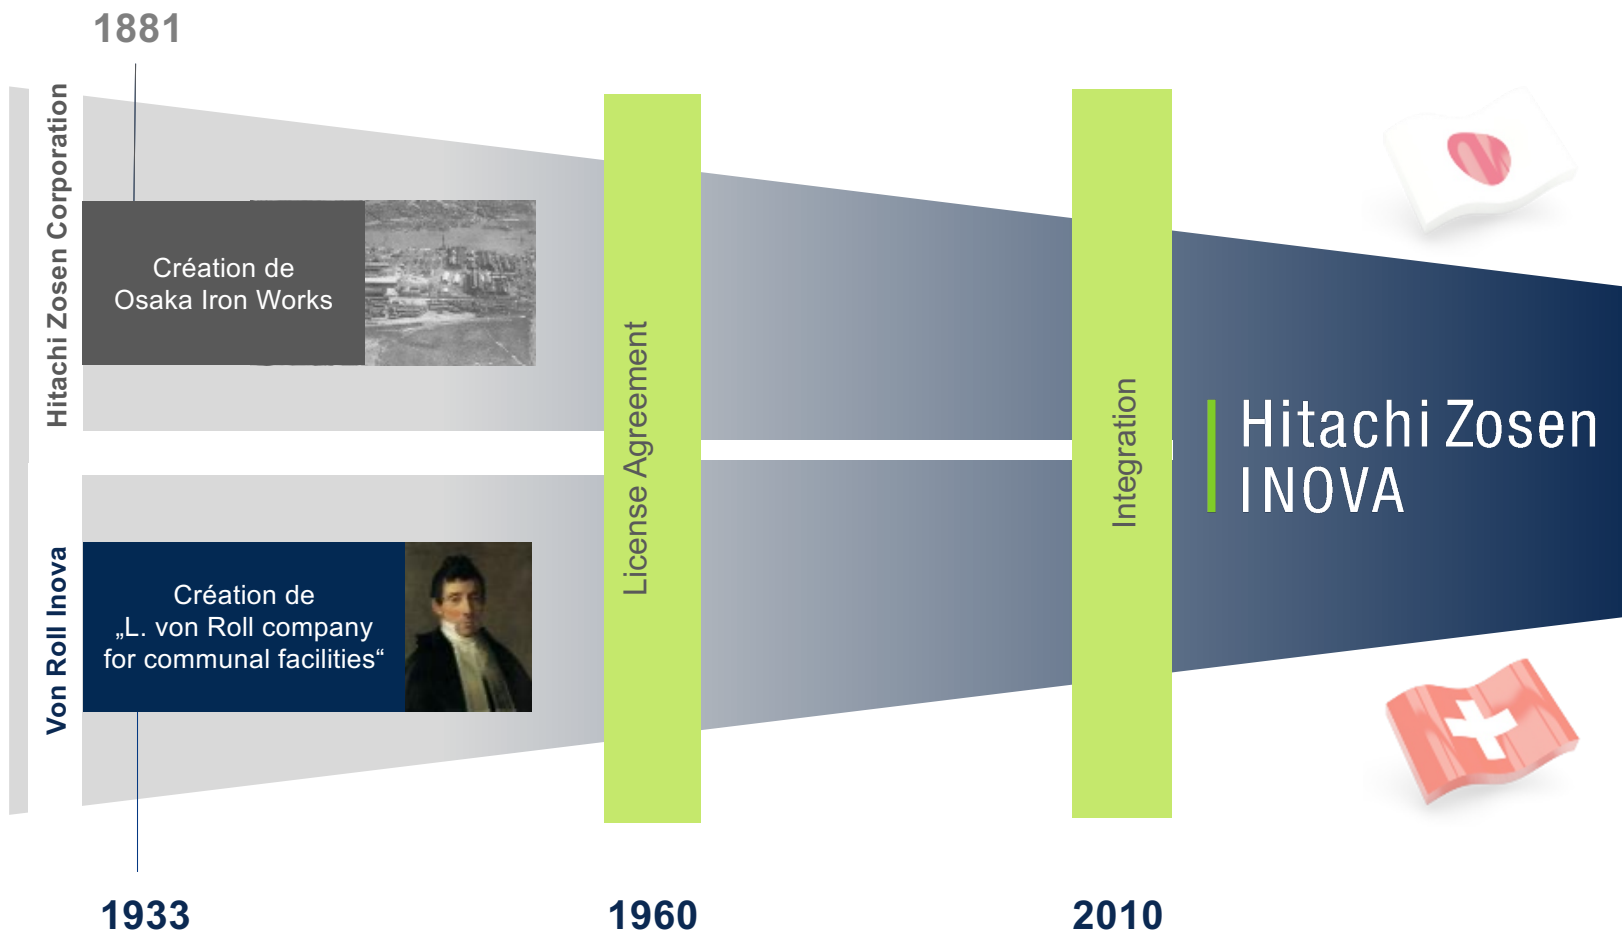 1881
Hitachi Zosen Corporation
Création de
Osaka Iron Works
License Agreement
Integration
Hitachi Zosen
INOVA
Von Roll Inova
Création de
„L. von Roll company
for communal facilities“
1933
1960
2010